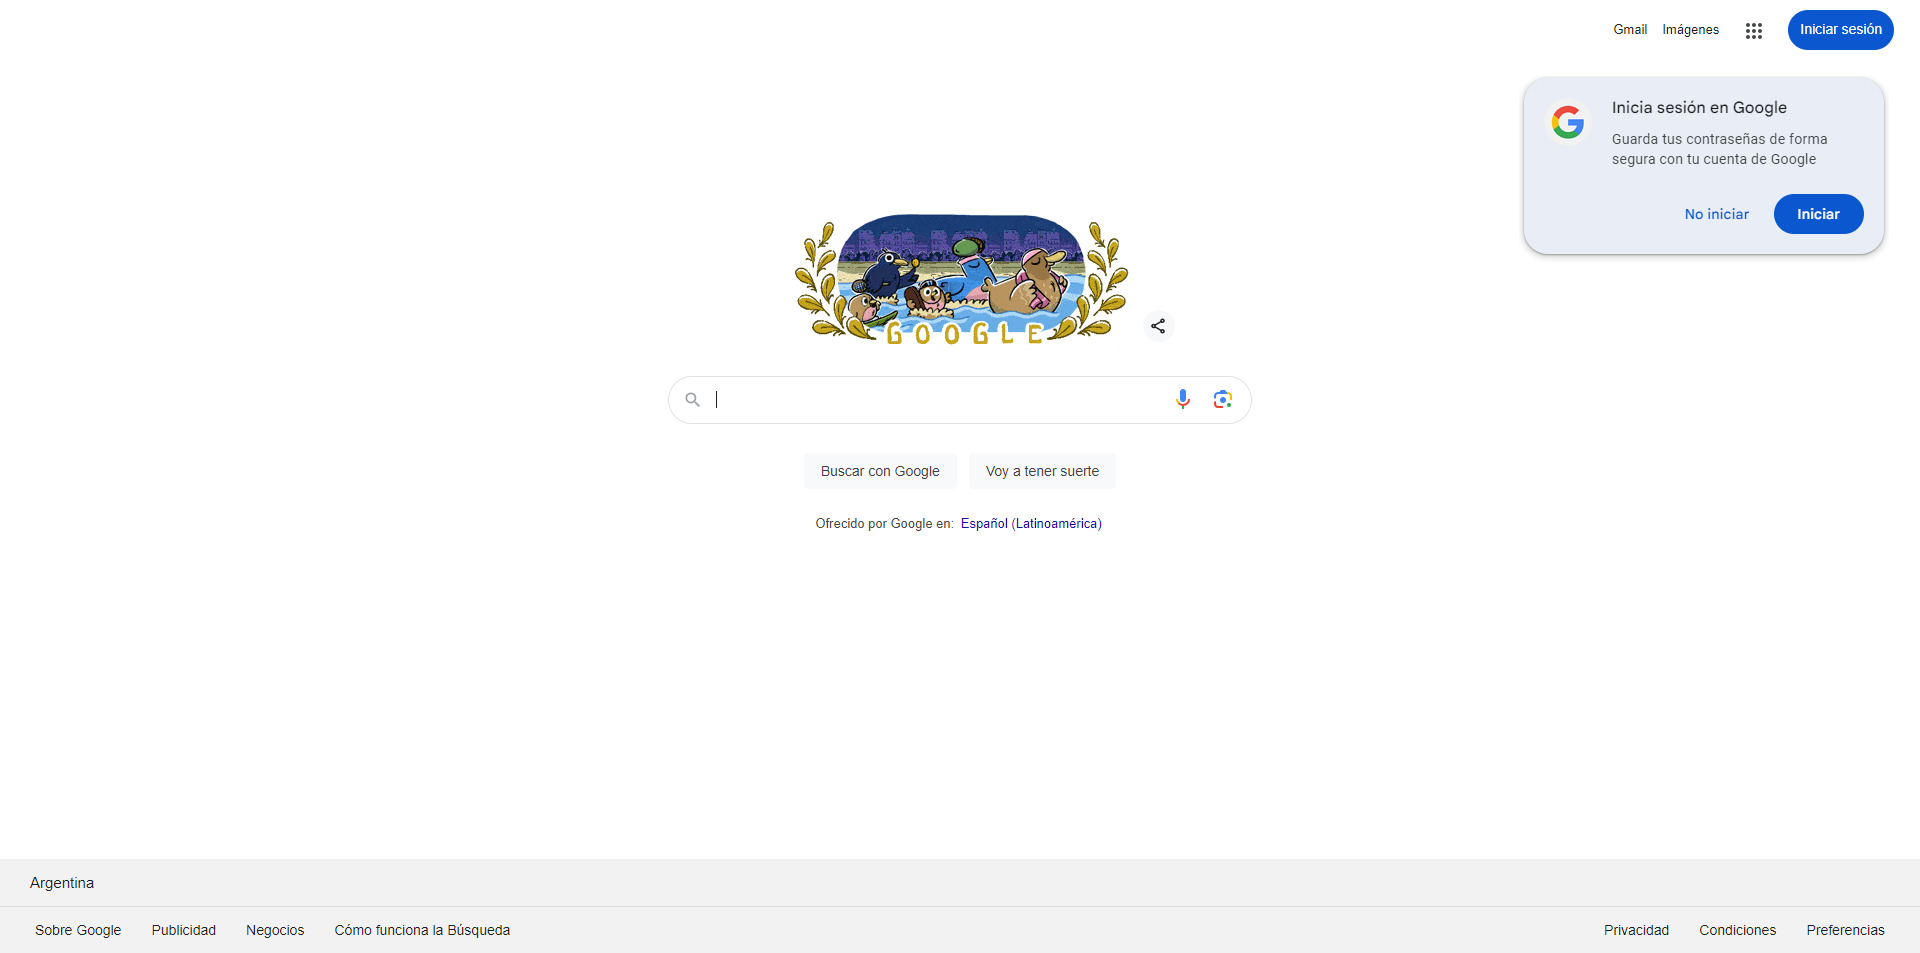 Gmail
Imágenes
Iniciar sesión
Inicia sesión en Google
Guarda tus contraseñas de forma
segura con tu cuenta de Google
No iniciar
Iniciar
GOOGLE
Buscar con Google
Voy a tener suerte
Ofrecido por Google en: Español (Latinoamérica)
Argentina
Sobre Google
Publicidad
Negocios
Cómo funciona la Búsqueda
Privacidad
Condiciones
Preferencias